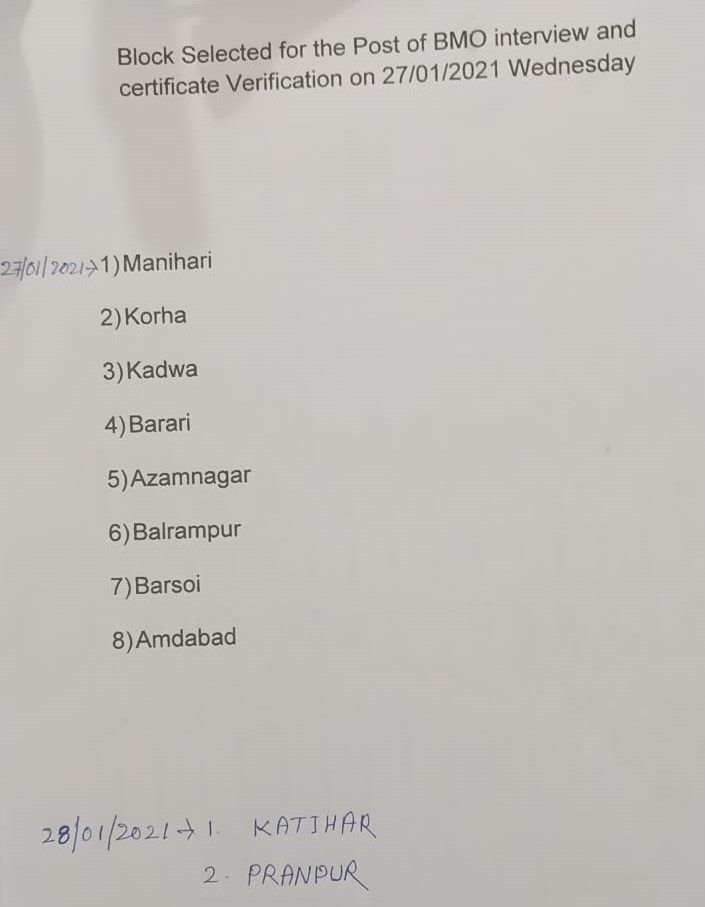 Block Selected for the Post of BMO interview and
certificate Verification on 27/01/2021 Wednesday
27/01/2021→1) Manihari
2) Korha
3) Kadwa
4) Barari
5) Azamnagar
6) Balrampur
7) Barsoi
8) Amdabad
28/01/2021→ 1. KATIHAR
2. PRANPUR